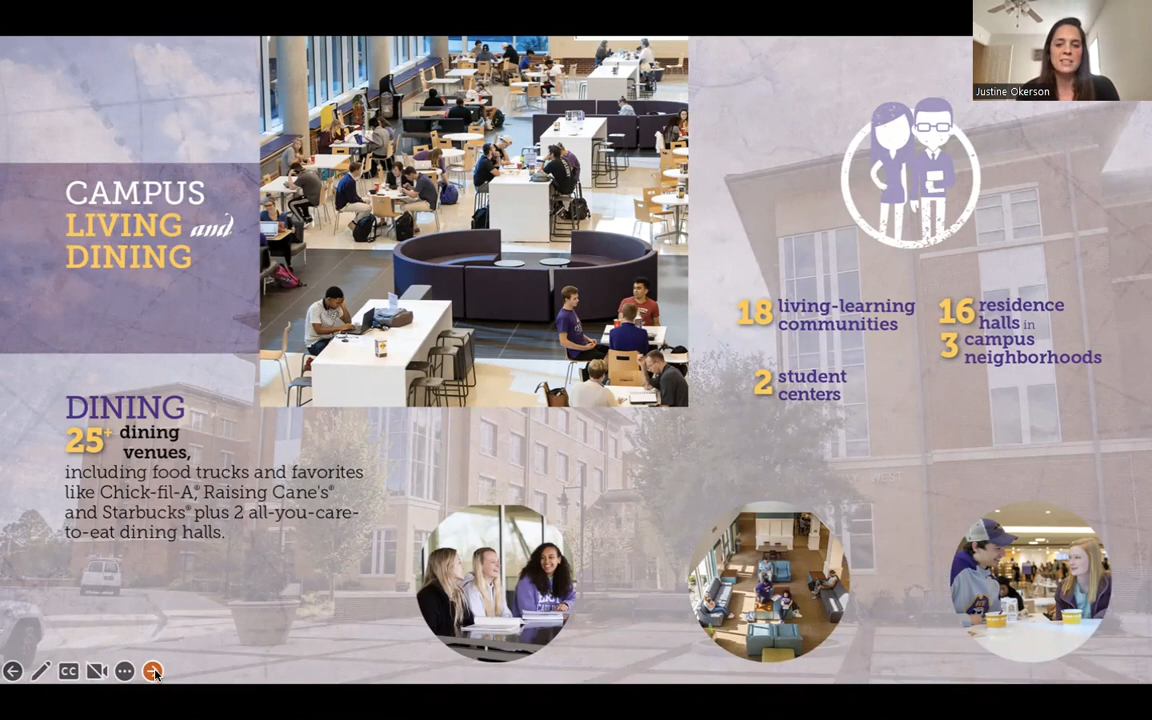 Justine Okerson
CAMPUS
LIVING and
DINING
DINING
25+ dining
venues,
including food trucks and favorites
like Chick-fil-A,® Raising Cane's®
and Starbucks® plus 2 all-you-care-
to-eat dining halls.
18 living-learning
communities
2 student
centers
16 residence
halls in
3 campus
neighborhoods
CC